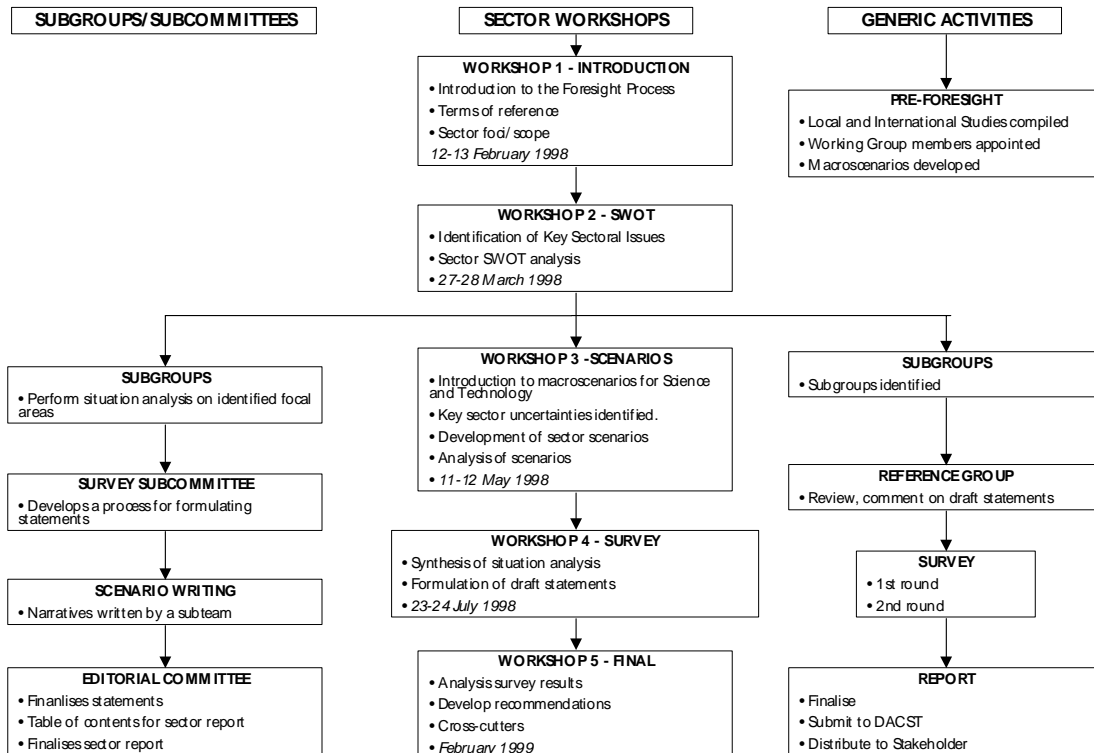 SUBGROUPS/SUBCOMMITTEES
SECTOR WORKSHOPS
GENERIC ACTIVITIES
WORKSHOP 1 - INTRODUCTION
• Introduction to the Foresight Process
• Terms of reference
• Sector foci/scope
12-13 February 1998
PRE-FORESIGHT
• Local and International Studies compiled
• Working Group members appointed
• Macroscenarios developed
WORKSHOP 2 - SWOT
• Identification of Key Sectoral Issues
• Sector SWOT analysis
• 27-28 March 1998
SUBGROUPS
• Perform situation analysis on identified focal
areas
WORKSHOP 3 -SCENARIOS
• Introduction to macroscenarios for Science
and Technology
• Key sector uncertainties identified.
• Development of sector scenarios
• Analysis of scenarios
• 11-12 May 1998
SUBGROUPS
• Subgroups identified
SURVEY SUBCOMMITTEE
• Develops a process for formulating
statements
REFERENCE GROUP
• Review, comment on draft statements
WORKSHOP 4 - SURVEY
• Synthesis of situation analysis
• Formulation of draft statements
• 23-24 July 1998
SURVEY
• 1st round
• 2nd round
SCENARIO WRITING
• Narratives written by a subteam
EDITORIAL COMMITTEE
• Finanlises statements
• Table of contents for sector report
• Finalises sector report
WORKSHOP 5 - FINAL
• Analysis survey results
• Develop recommendations
• Cross-cutters
• February 1999
REPORT
• Finalise
• Submit to DACST
• Distribute to Stakeholder